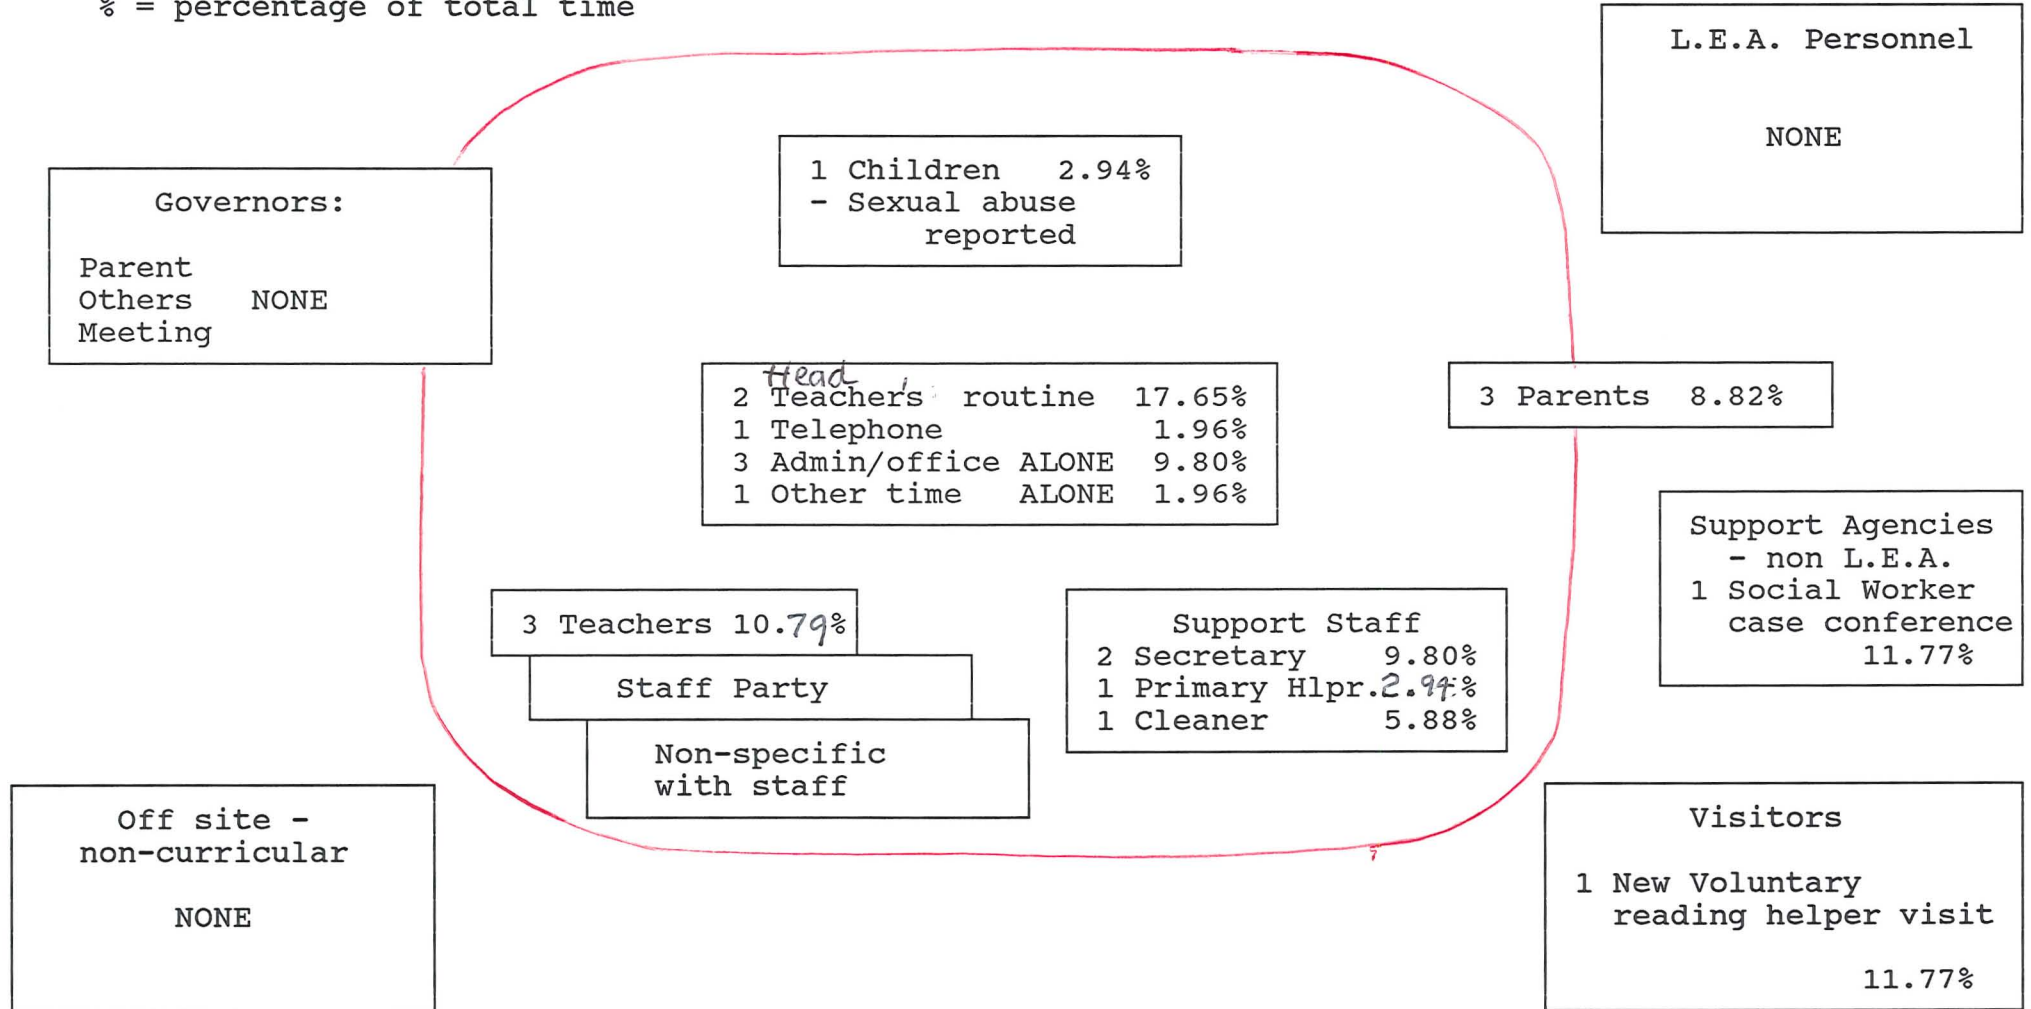 % = percentage of total time
L.E.A. Personnel
NONE
1 Children 2.94%
- Sexual abuse
reported
Governors:
Parent
Others NONE
Meeting
Head
2 Teacher's routine 17.65%
1 Telephone 1.96%
3 Admin/office ALONE 9.80%
1 Other time ALONE 1.96%
3 Parents 8.82%
Support Agencies
- non L.E.A.
1 Social Worker
case conference
11.77%
3 Teachers 10.79%
Staff Party
Non-specific
with staff
Support Staff
2 Secretary 9.80%
1 Primary Hlpr. 2.94%
1 Cleaner 5.88%
Off site -
non-curricular
NONE
Visitors
1 New Voluntary
reading helper visit
11.77%